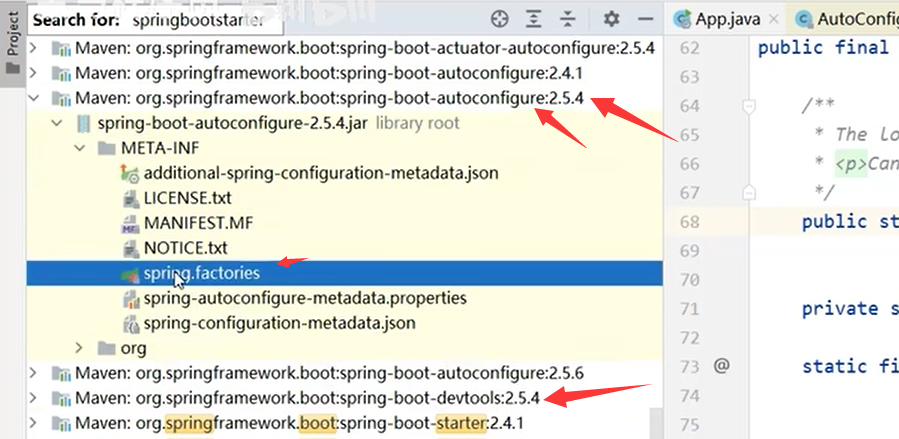 Project
Search for: springbootstarter
Maven: org.springframework.boot:spring-boot-actuator-autoconfigure:2.5.4
Maven: org.springframework.boot:spring-boot-autoconfigure:2.4.1
Maven: org.springframework.boot:spring-boot-autoconfigure:2.5.4
spring-boot-autoconfigure-2.5.4.jar library root
META-INF
additional-spring-configuration-metadata.json
LICENSE.txt
MANIFEST.MF
NOTICE.txt
spring.factories
spring-autoconfigure-metadata.properties
spring-configuration-metadata.json
org
Maven: org.springframework.boot:spring-boot-autoconfigure:2.5.6
Maven: org.springframework.boot:spring-boot-devtools:2.5.4
Maven: org.springframework.boot:spring-boot-starter:2.4.1
App.java × AutoConfig
62 public final
63
64 /**
65 * The lo
66 * <p>Can
67 */
68 public st
69
70
71 private s
72
73 @ static fi
74
75